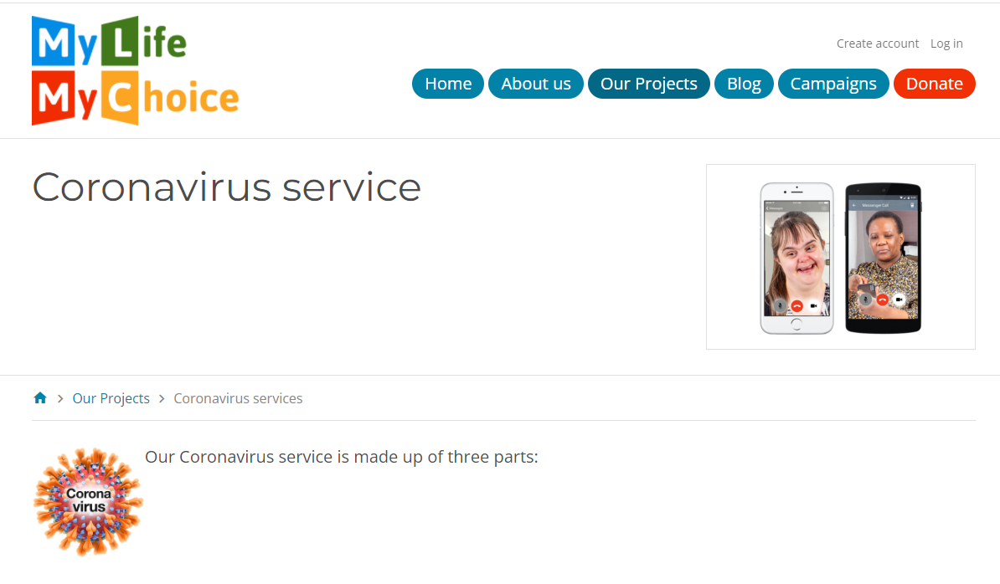 My Life
My Choice
Create account Log in
Home About us Our Projects Blog Campaigns Donate
Coronavirus service
Messenger Call
Our Projects Coronavirus services
Our Coronavirus service is made up of three parts:
Corona
virus